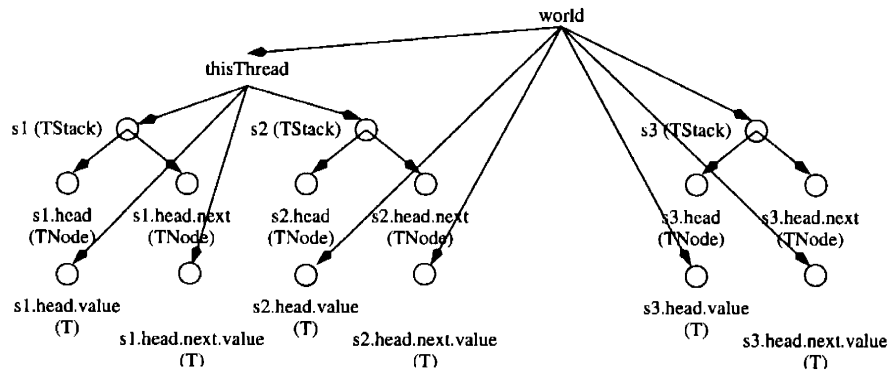 world
thisThread
s1 (TStack)
s2 (TStack)
s3 (TStack)
s1.head
(TNode)
s1.head.next
(TNode)
s2.head
(TNode)
s2.head.next
(TNode)
s3.head
(TNode)
s3.head.next
(TNode)
s1.head.value
(T)
s1.head.next.value
(T)
s2.head.value
(T)
s2.head.next.value
(T)
s3.head.value
(T)
s3.head.next.value
(T)